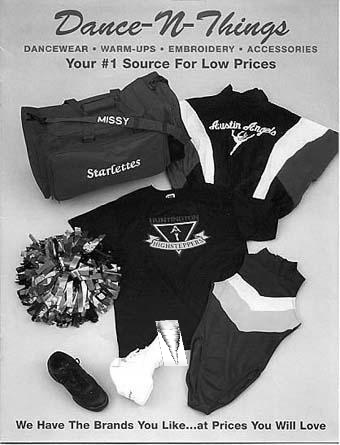 Dance-N-Things
DANCEWEAR • WARM-UPS • EMBROIDERY • ACCESSORIES
Your #1 Source For Low Prices
MISSY
Starlettes
Austin Angels
HUNTINGTON
A
HIGHSTEPPERS
We Have The Brands You Like...at Prices You Will Love